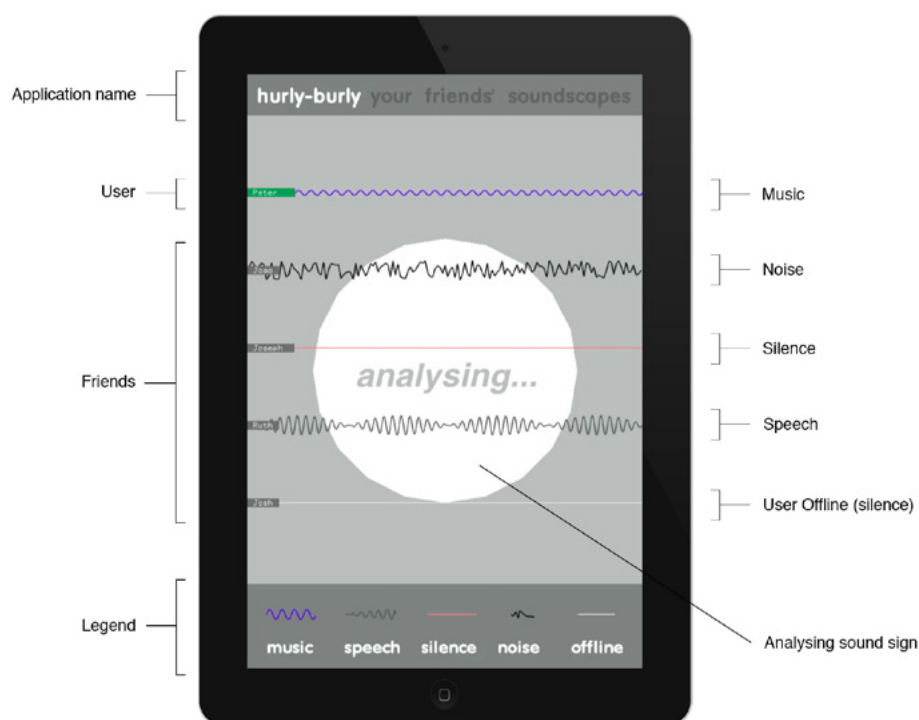 Application name
hurly-burly your friends' soundscapes
User
Peter
Music
Noise
Friends
Joseph
Silence
analysing...
Ruth
Speech
Josh
User Offline (silence)
Legend
music speech silence noise offline
Analysing sound sign